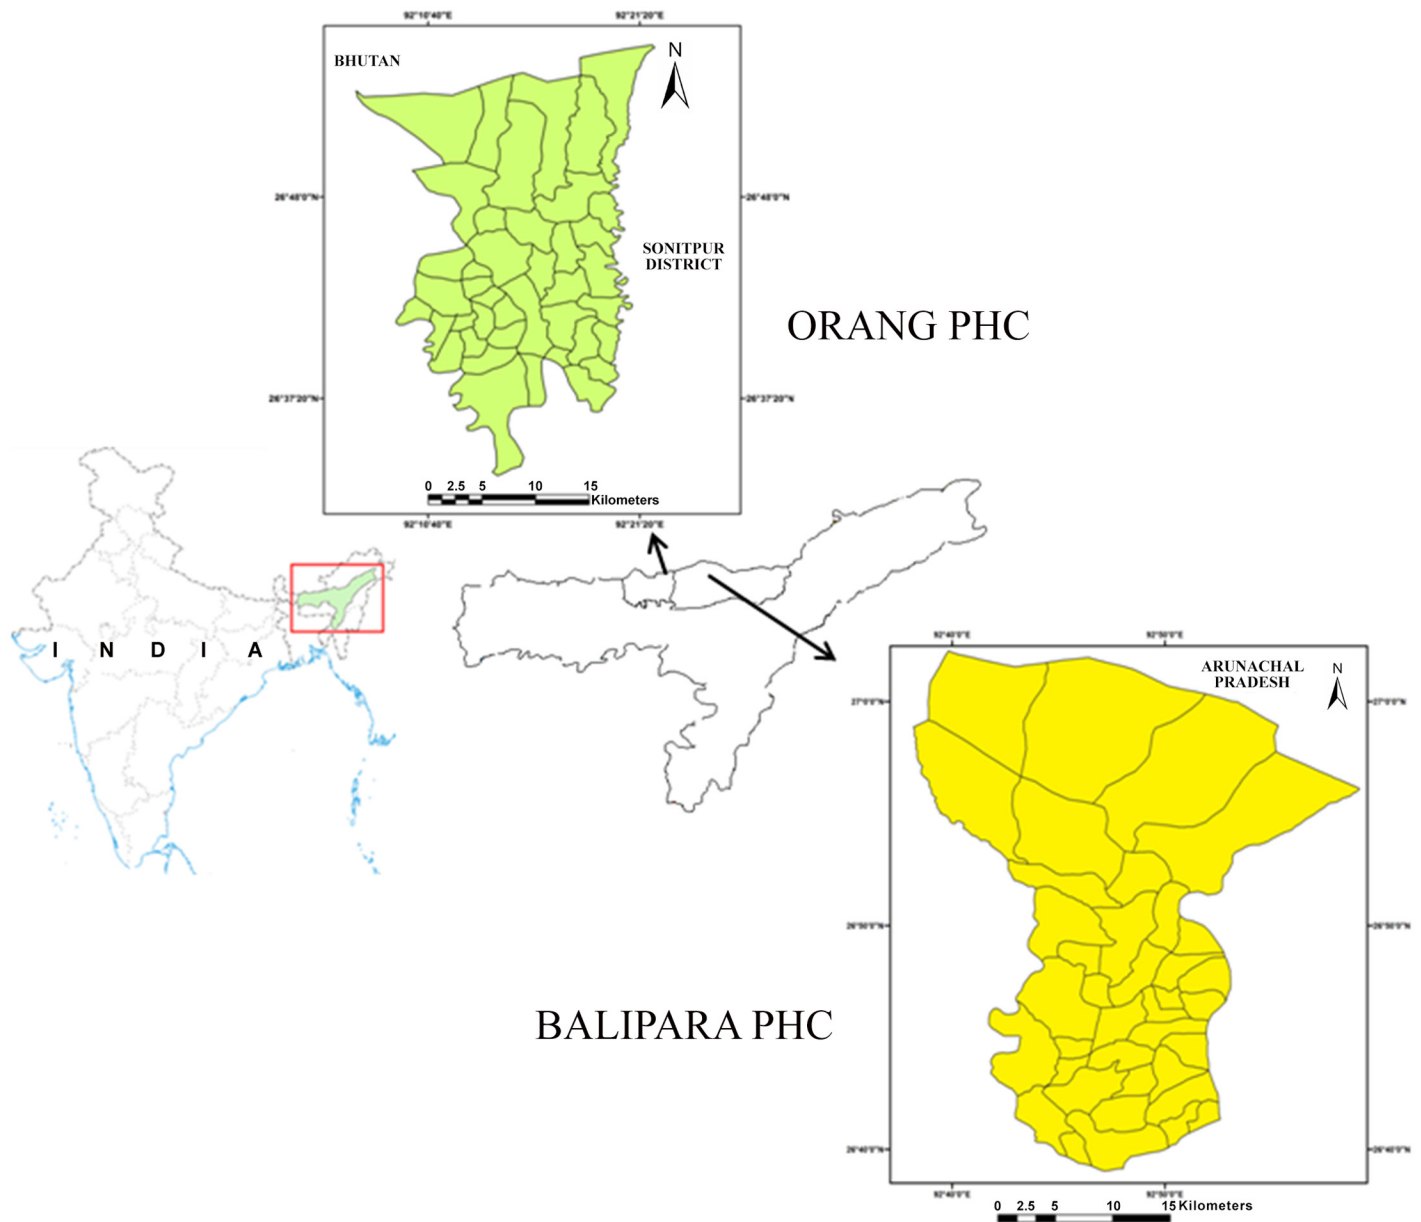 92°10'40"E 92°21'20"E
BHUTAN
N
26°48'0"N 26°48'0"N
SONITPUR
DISTRICT
ORANG PHC
26°37'20"N 26°37'20"N
0 2.5 5 10 15
Kilometers
92°10'40"E 92°21'20"E
I N D I A
92°40'0"E 92°50'0"E
ARUNACHAL
PRADESH
N
27°0'0"N 27°0'0"N
26°50'0"N 26°50'0"N
BALIPARA PHC
26°40'0"N 26°40'0"N
92°40'0"E 92°50'0"E
0 2.5 5 10 15 Kilometers